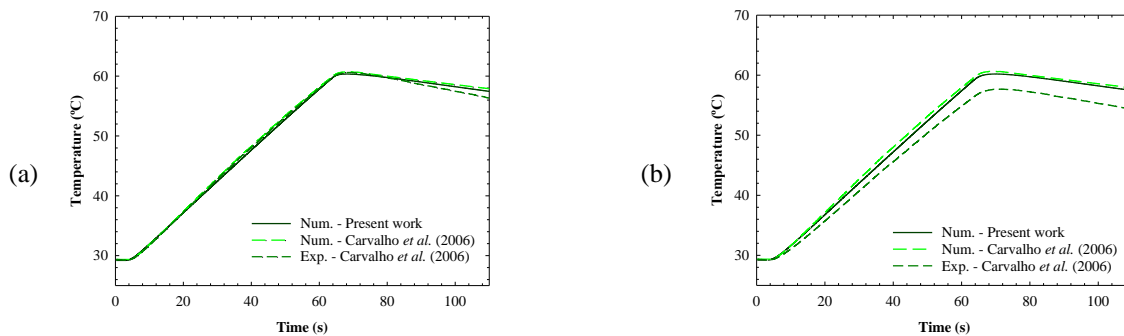 (a)
Temperature (ºC)
70
60
50
40
30
Num. - Present work
Num. - Carvalho et al. (2006)
Exp. - Carvalho et al. (2006)
0 20 40 60 80 100
Time (s)
(b)
Temperature (ºC)
70
60
50
40
30
Num. - Present work
Num. - Carvalho et al. (2006)
Exp. - Carvalho et al. (2006)
0 20 40 60 80 100
Time (s)